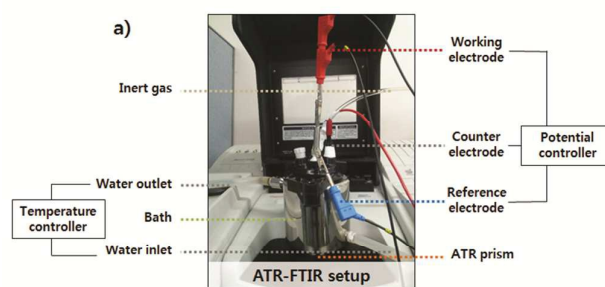 a)
Working
electrode
Inert gas
Counter
electrode
Potential
controller
Water outlet
Reference
electrode
Temperature
controller
Bath
Water inlet
ATR prism
ATR-FTIR setup